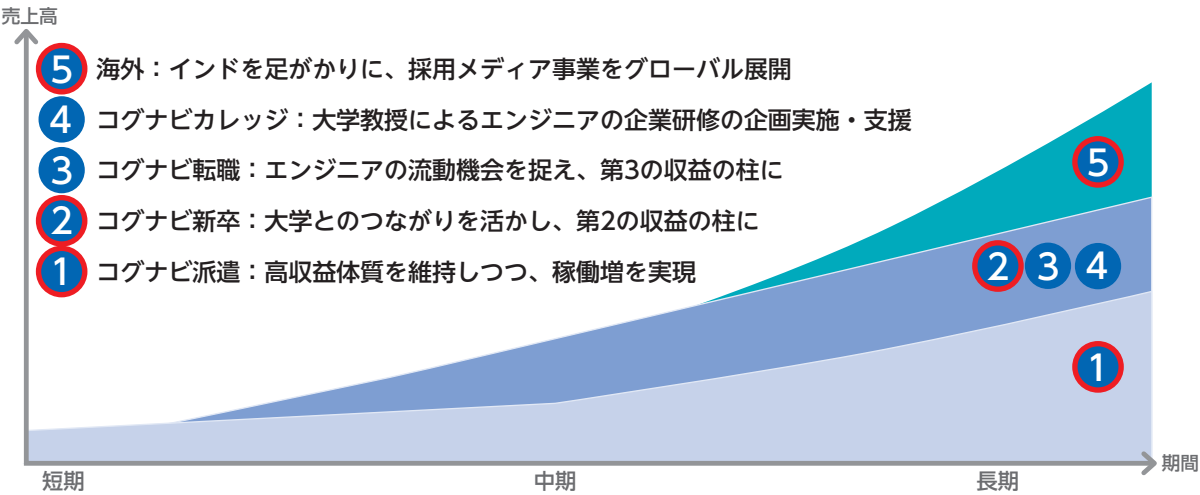 売上高
5 海外：インドを足がかりに、採用メディア事業をグローバル展開
4 コグナビカレッジ：大学教授によるエンジニアの企業研修の企画実施・支援
3 コグナビ転職：エンジニアの流動機会を捉え、第3の収益の柱に
2 コグナビ新卒：大学とのつながりを活かし、第2の収益の柱に
1 コグナビ派遣：高収益体質を維持しつつ、稼働増を実現
5
2 3 4
1
短期 中期 長期 期間